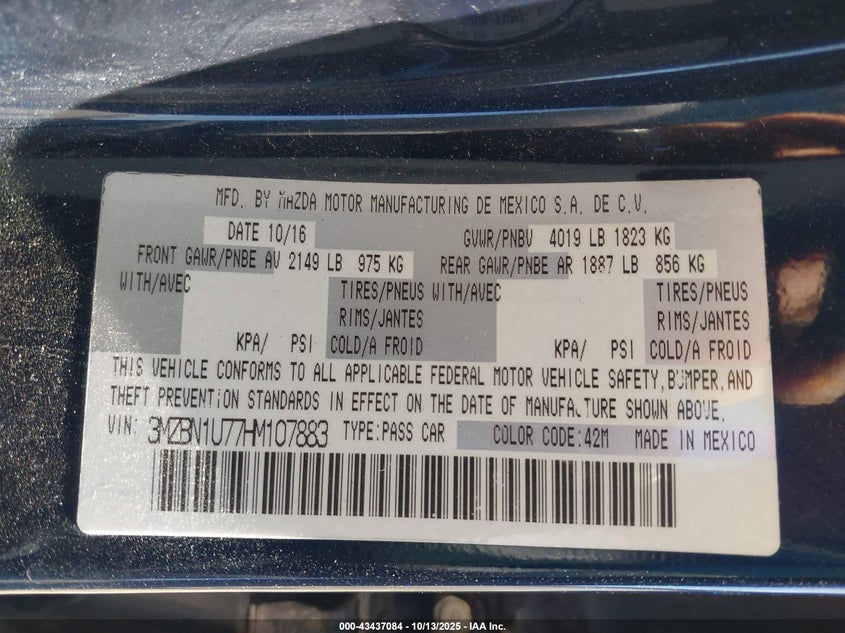 MFD. BY MAZDA MOTOR MANUFACTURING DE MEXICO S.A. DE C.V.
DATE 10/16 GVWR/PNBV 4019 LB 1823 KG
FRONT GAWR/PNBE AV 2149 LB 975 KG REAR GAWR/PNBE AR 1887 LB 856 KG
WITH/AVEC TIRES/PNEUS WITH/AVEC TIRES/PNEUS
RIMS/JANTES RIMS/JANTES
KPA/ PSI COLD/A FROID KPA/ PSI COLD/A FROID
THIS VEHICLE CONFORMS TO ALL APPLICABLE FEDERAL MOTOR VEHICLE SAFETY, BUMPER, AND
THEFT PREVENTION STANDARDS IN EFFECT ON THE DATE OF MANUFACTURE SHOWN ABOVE.
VIN: 3MZBN1U77HM107883 TYPE:PASS CAR COLOR CODE:42M MADE IN MEXICO
000-43437084 - 10/13/2025 - IAA Inc.